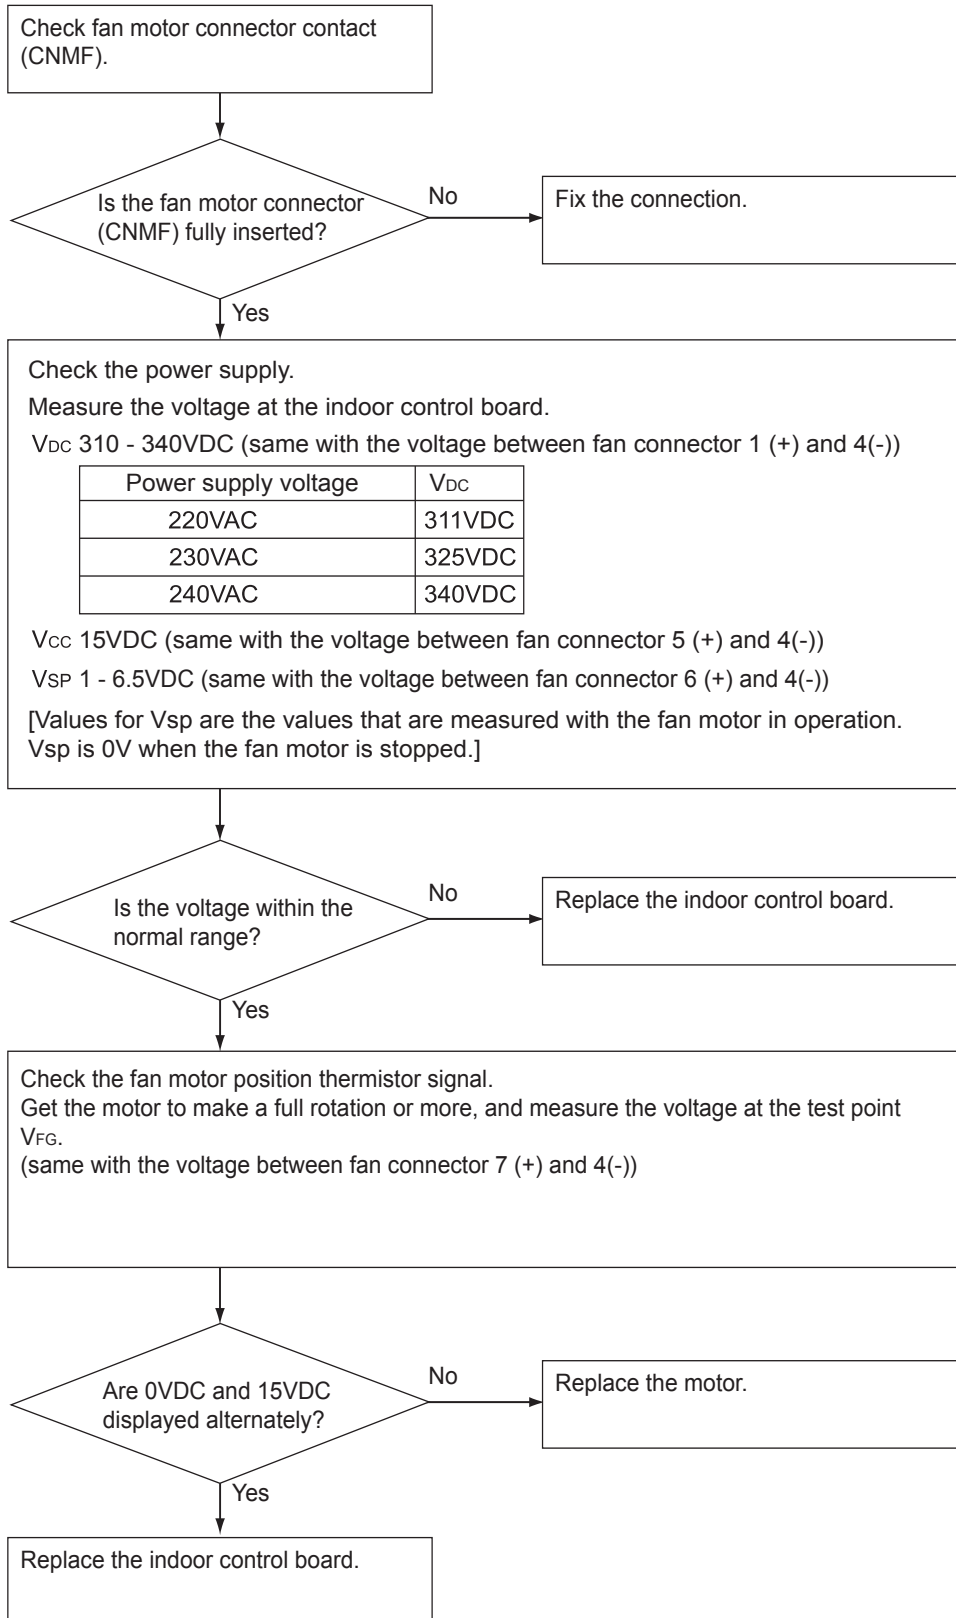 Check fan motor connector contact
(CNMF).
Is the fan motor connector
(CNMF) fully inserted?
No
Fix the connection.
Yes
Check the power supply.
Measure the voltage at the indoor control board.
VDC 310 - 340VDC (same with the voltage between fan connector 1 (+) and 4(-))
Power supply voltage VDC
220VAC 311VDC
230VAC 325VDC
240VAC 340VDC
VCC 15VDC (same with the voltage between fan connector 5 (+) and 4(-))
VSP 1 - 6.5VDC (same with the voltage between fan connector 6 (+) and 4(-))
[Values for Vsp are the values that are measured with the fan motor in operation.
Vsp is 0V when the fan motor is stopped.]
Is the voltage within the
normal range?
No
Replace the indoor control board.
Yes
Check the fan motor position thermistor signal.
Get the motor to make a full rotation or more, and measure the voltage at the test point
VFG.
(same with the voltage between fan connector 7 (+) and 4(-))
Are 0VDC and 15VDC
displayed alternately?
No
Replace the motor.
Yes
Replace the indoor control board.